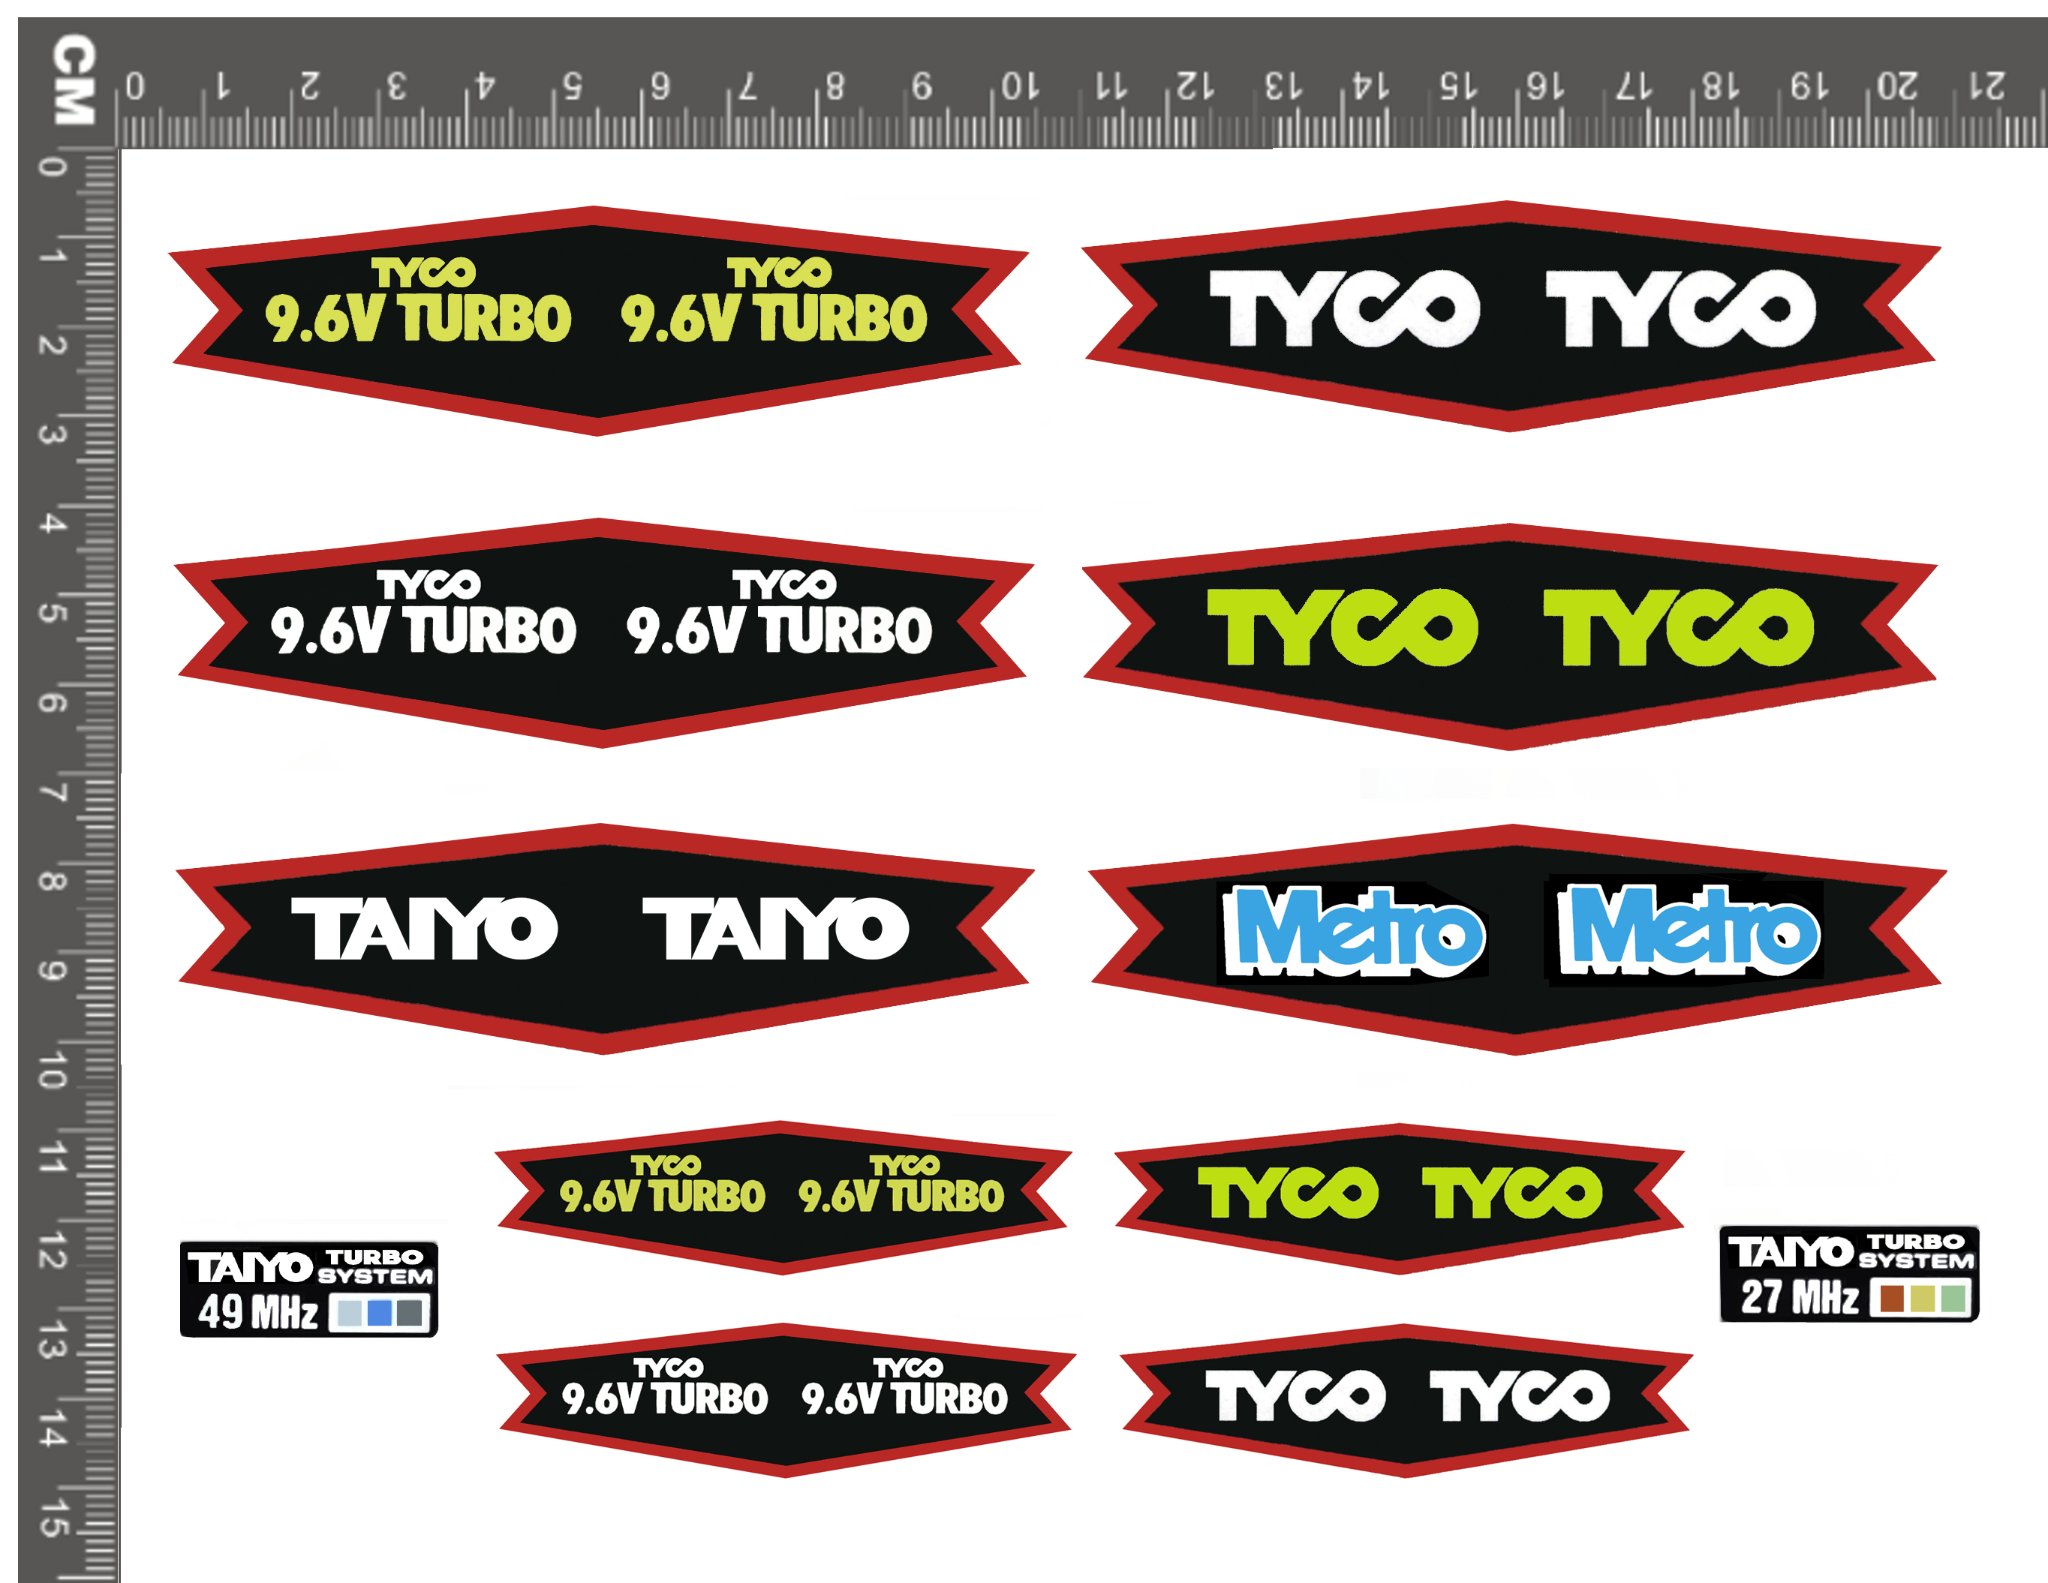 CM
0 1 2 3 4 5 6 7 8 9 10 11 12 13 14 15 16 17 18 19 20 21
0
1
2
3
4
5
6
7
8
9
10
11
12
13
14
15
TYCO TYCO
9.6V TURBO 9.6V TURBO
TYCO TYCO
TYCO TYCO
9.6V TURBO 9.6V TURBO
TYCO TYCO
TAIYO TAIYO
Metro Metro
TYCO TYCO
9.6V TURBO 9.6V TURBO
TYCO TYCO
TAIYO TURBO
SYSTEM
49 MHz
TAIYO TURBO
SYSTEM
27 MHz
TYCO TYCO
9.6V TURBO 9.6V TURBO
TYCO TYCO